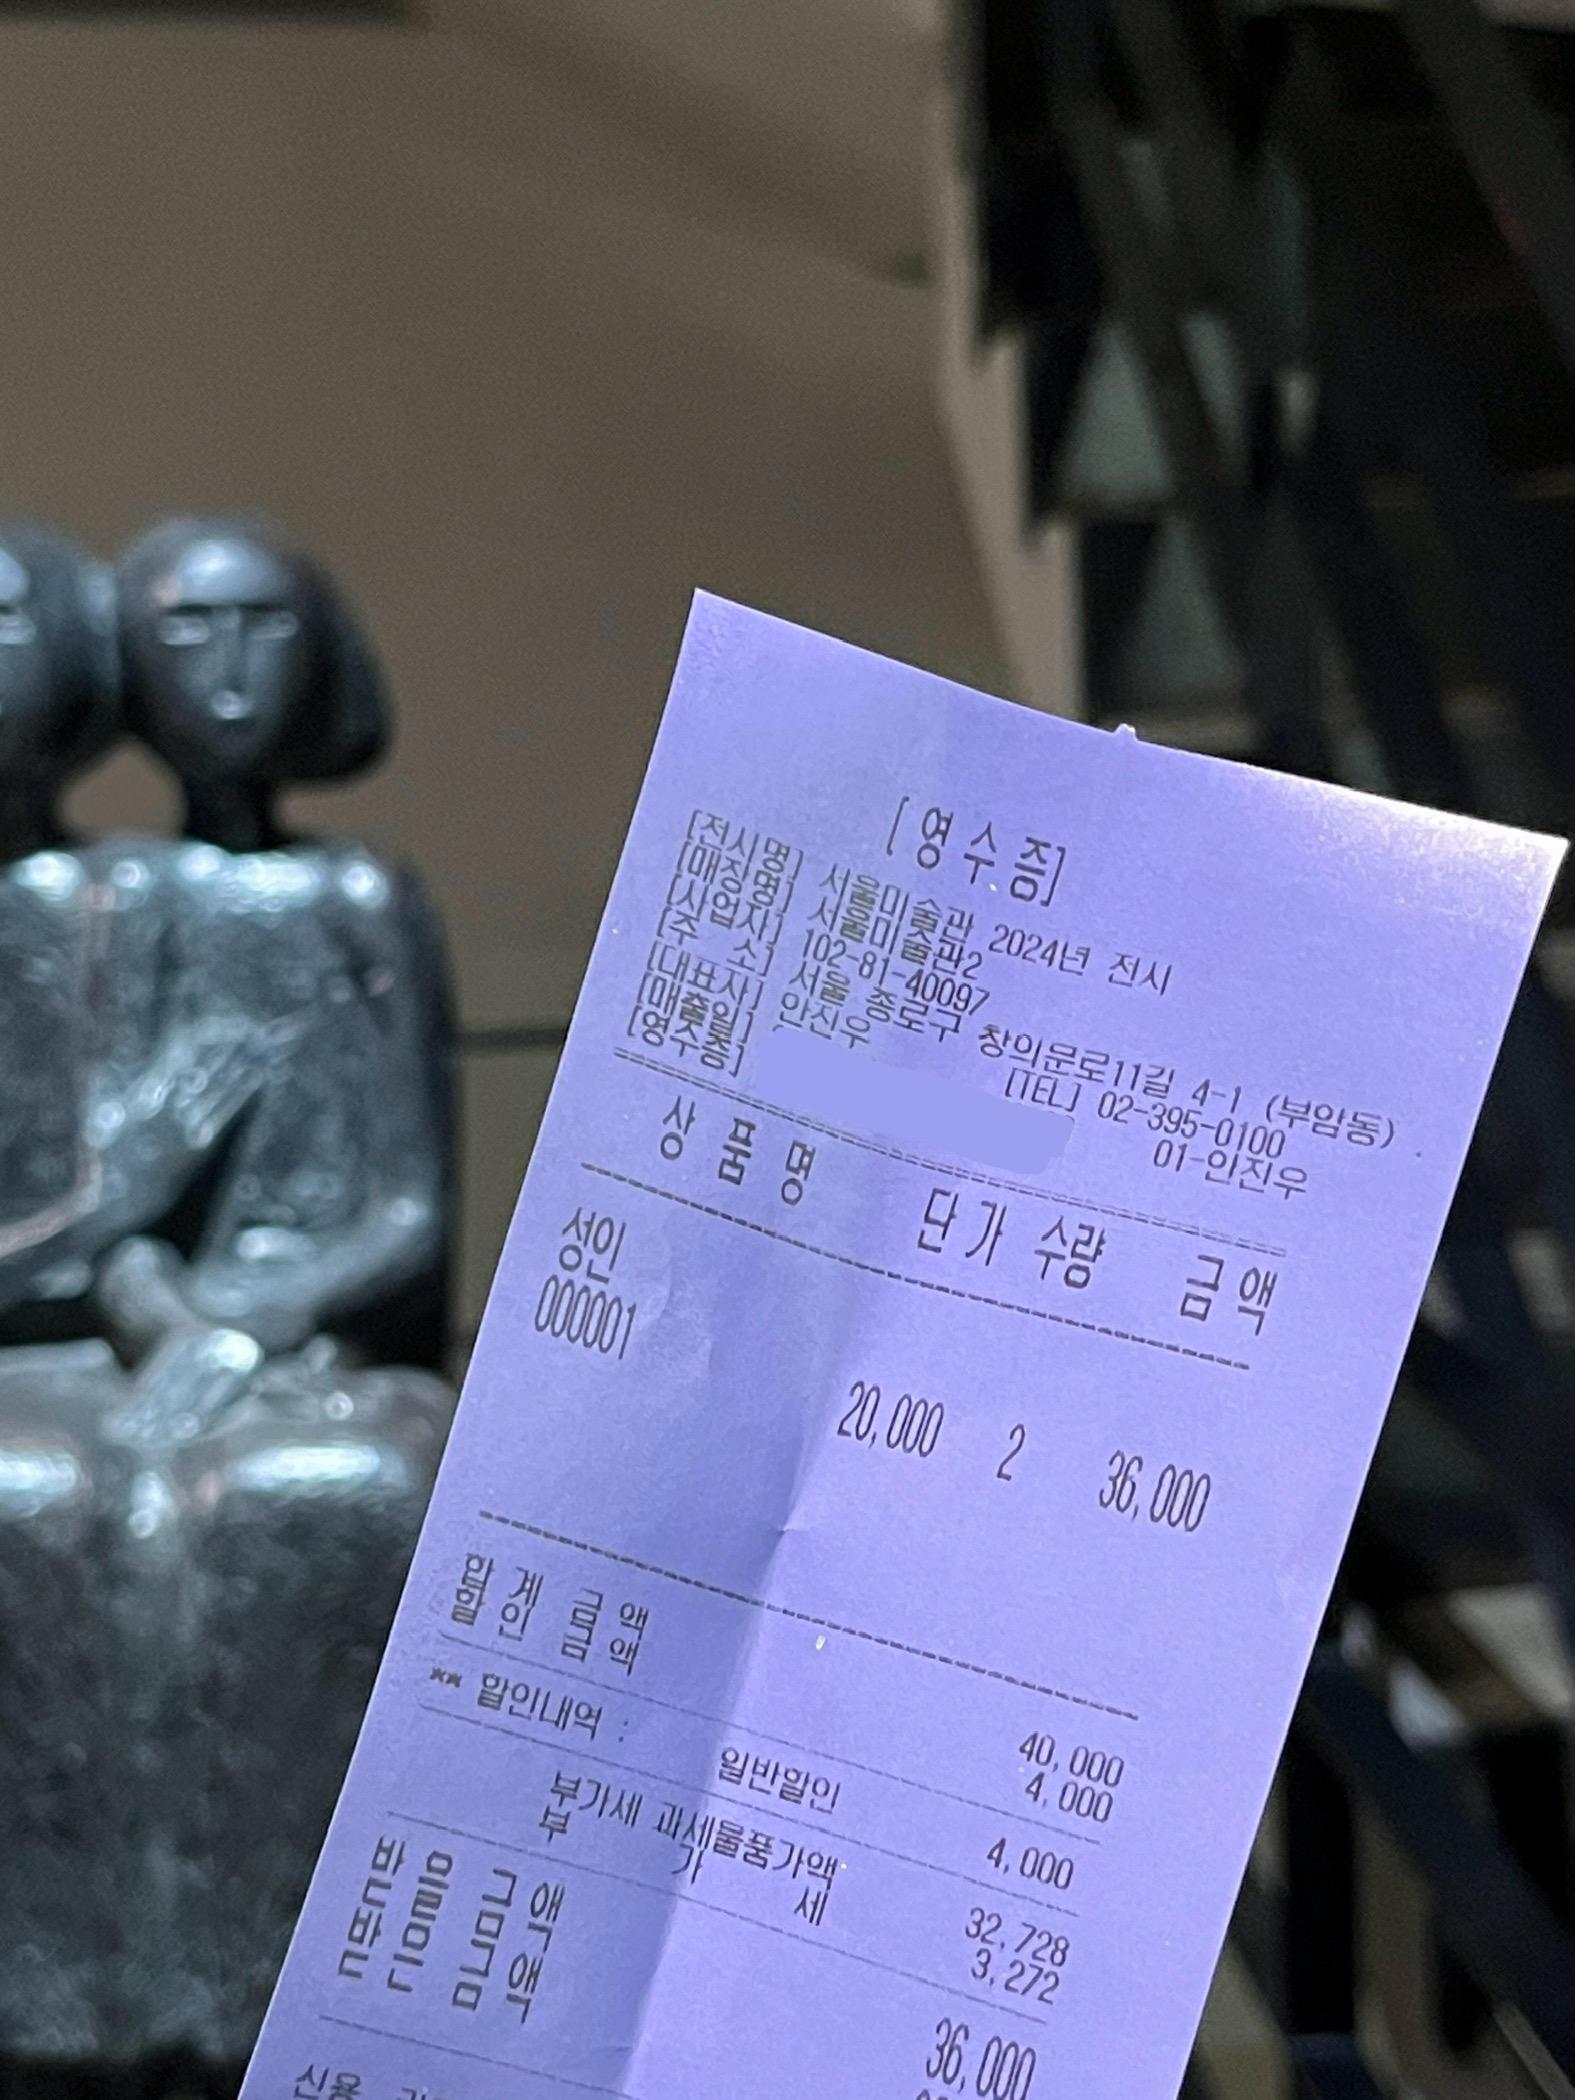 [영 수 증]
[전시명] 서울미술관 2024년 전시
[매장명] 서울미술관2
[사업자] 102-81-40097
[주 소] 서울 종로구 창의문로11길 4-1 (부암동)
[대표자] 안진우 [TEL] 02-395-0100
[매출일] 01-안진우
[영수증]
상 품 명 단 가 수량 금 액
성인
000001
20,000 2 36,000
합 계 금 액 40,000
할 인 금 액 4,000
** 할인내역 :
일반할인 4,000
부가세 과세물품가액 32,728
부 가 세 3,272
받 을 금 액 36,000
받 은 금 액
신용